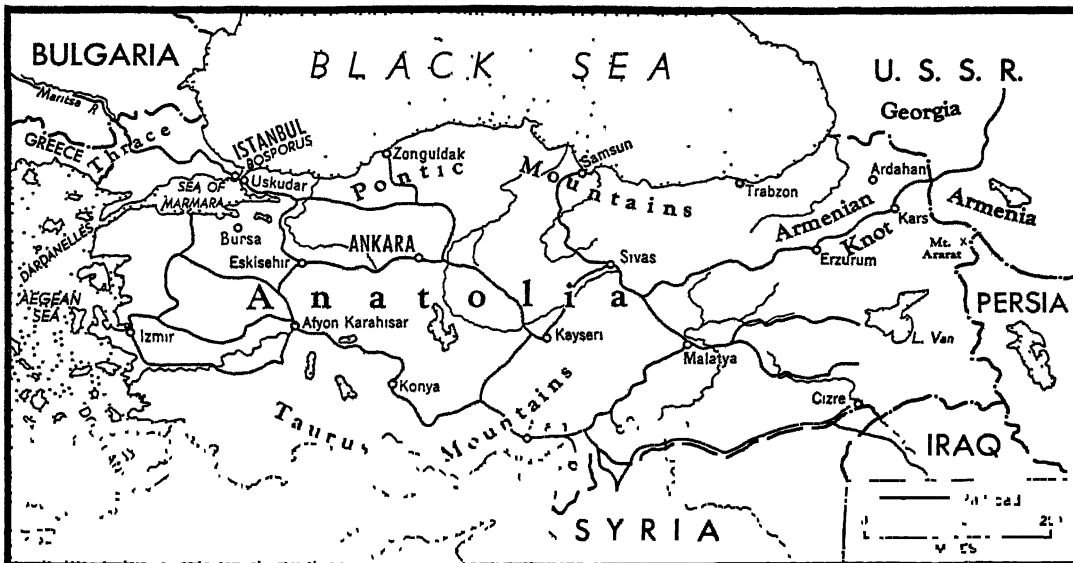 BULGARIA
BLACK SEA
U. S. S. R.
Georgia
Maritsa R
GREECE
Thrace
ISTANBUL
BOSPORUS
Uskudar
SEA OF
MARMARA
DARDANELLES
Zonguldak
Pontic
Mountains
Samsun
Trabzon
Ardahan
Armenian
Knot
Kars
Armenia
Mt.
Ararat
x
Bursa
ANKARA
Eskisehir
Sivas
Erzurum
Anatolia
AEGEAN
SEA
PERSIA
Izmir
Afyon Karahisar
Kayseri
Malatya
L. Van
Konya
Cizre
Taurus
Mountains
IRAQ
SYRIA